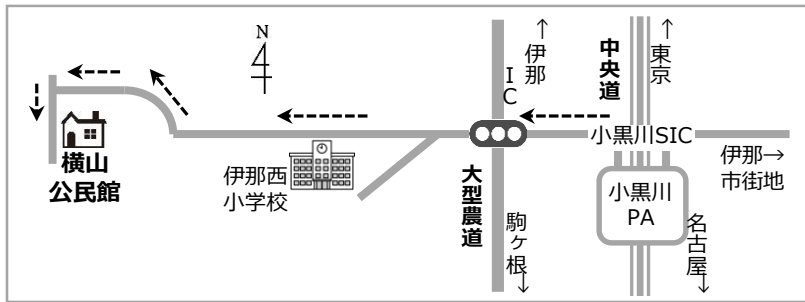 N
↑伊那IC
中央道
↑東京
小黒川SIC
伊那→
市街地
横山
公民館
伊那西
小学校
大型農道
駒ヶ根↓
小黒川
PA
名古屋↓